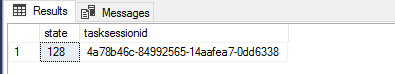 Results Messages
state tasksessionid
1 128 4a78b46c-84992565-14aafea7-0dd6338